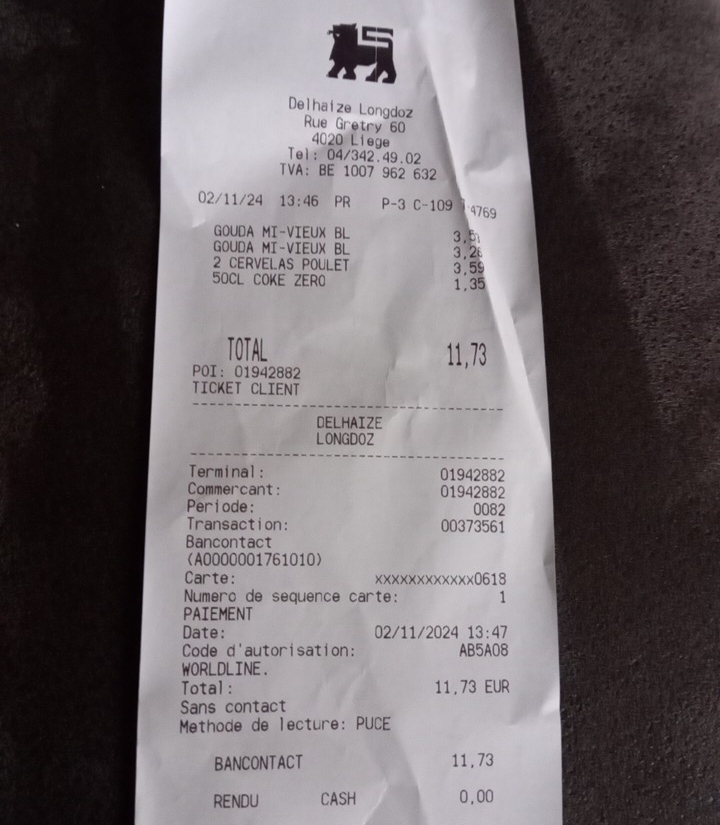 Delhaize Longdoz
Rue Gretry 60
4020 Liege
Tel: 04/342.49.02
TVA: BE 1007 962 632
02/11/24 13:46 PR P-3 C-109
GOUDA MI-VIEUX BL
GOUDA MI-VIEUX BL
2 CERVELAS POULET 3,59
50CL COKE ZERO 1,35
TOTAL 11,73
POI: 01942882
TICKET CLIENT
DELHAIZE
LONGDOZ
Terminal: 01942882
Commercant: 01942882
Periode: 0082
Transaction: 00373561
Bancontact
(A0000001761010)
Carte: xxxxxxxxxxxx0618
Numero de sequence carte: 1
PAIEMENT
Date: 02/11/2024 13:47
Code d'autorisation: AB5A08
WORLDLINE.
Total: 11,73 EUR
Sans contact
Methode de lecture: PUCE
BANCONTACT 11,73
RENDU CASH 0,00